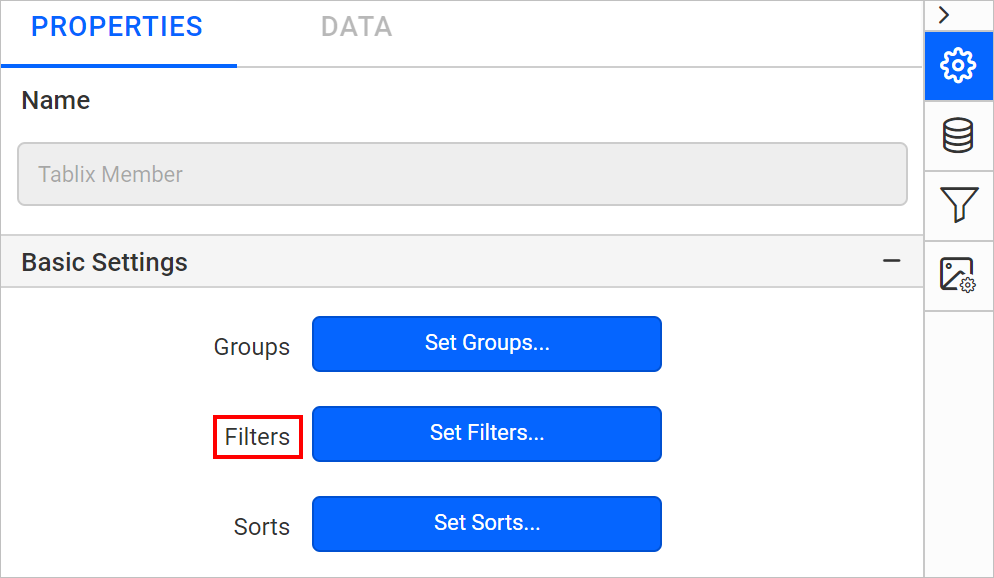 PROPERTIES DATA
Name
Tablix Member
Basic Settings
Groups Set Groups...
Filters Set Filters...
Sorts Set Sorts...